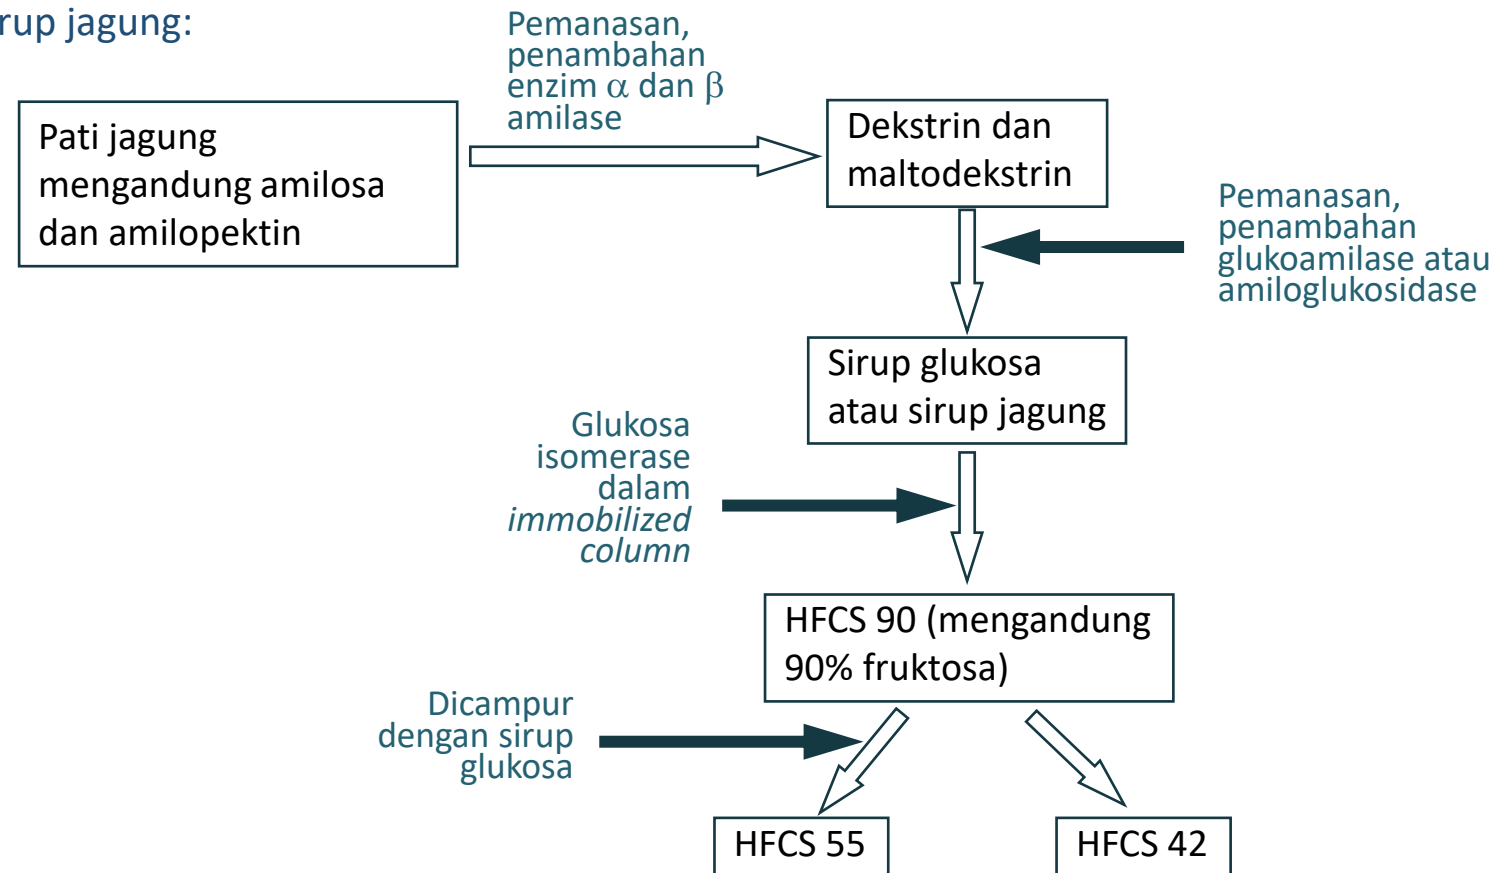 rup jagung:
Pemanasan,
penambahan
enzim α dan β
amilase
Pati jagung
mengandung amilosa
dan amilopektin
Dekstrin dan
maltodekstrin
Pemanasan,
penambahan
glukoamilase atau
amiloglukosidase
Sirup glukosa
atau sirup jagung
Glukosa
isomerase
dalam
immobilized
column
HFCS 90 (mengandung
90% fruktosa)
Dicampur
dengan sirup
glukosa
HFCS 55
HFCS 42